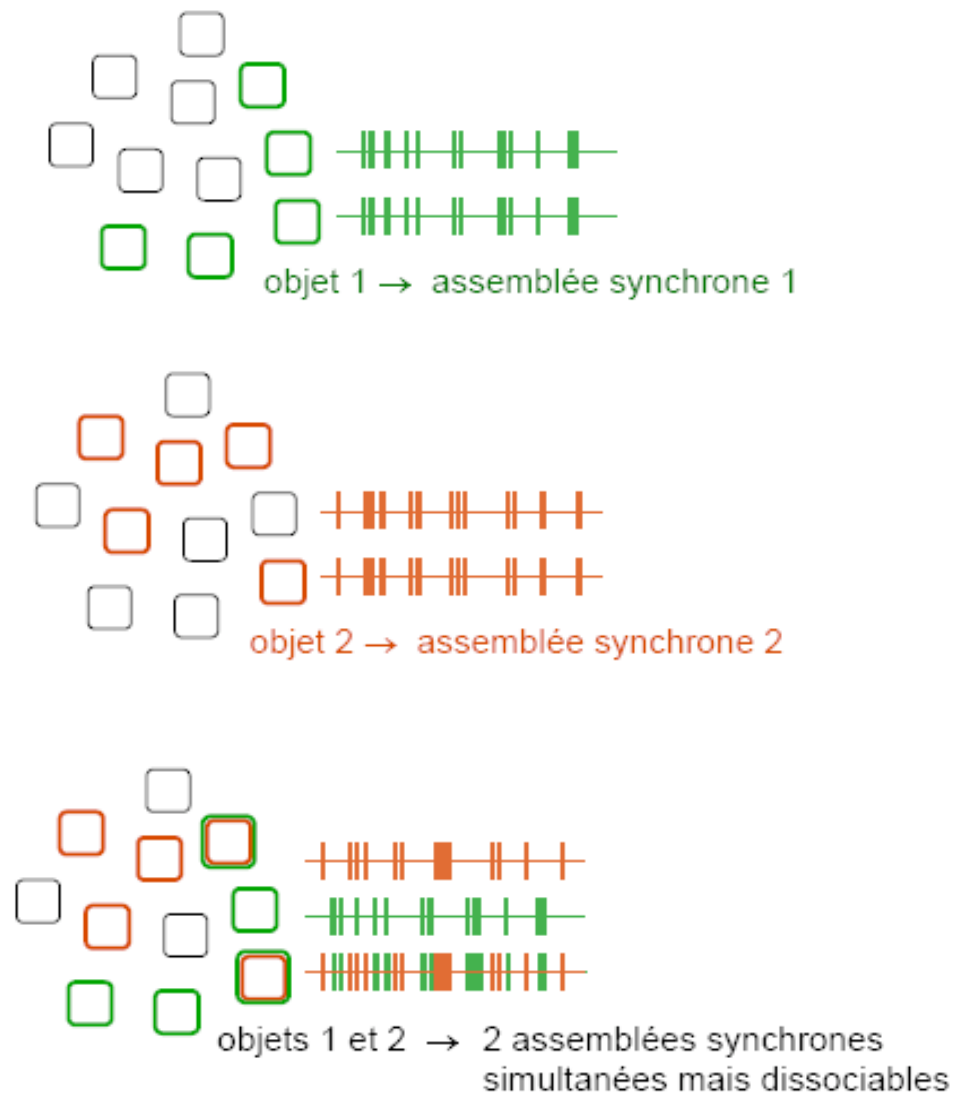 objet 1 → assemblée synchrone 1
objet 2 → assemblée synchrone 2
objets 1 et 2 → 2 assemblées synchrones
simultanées mais dissociables